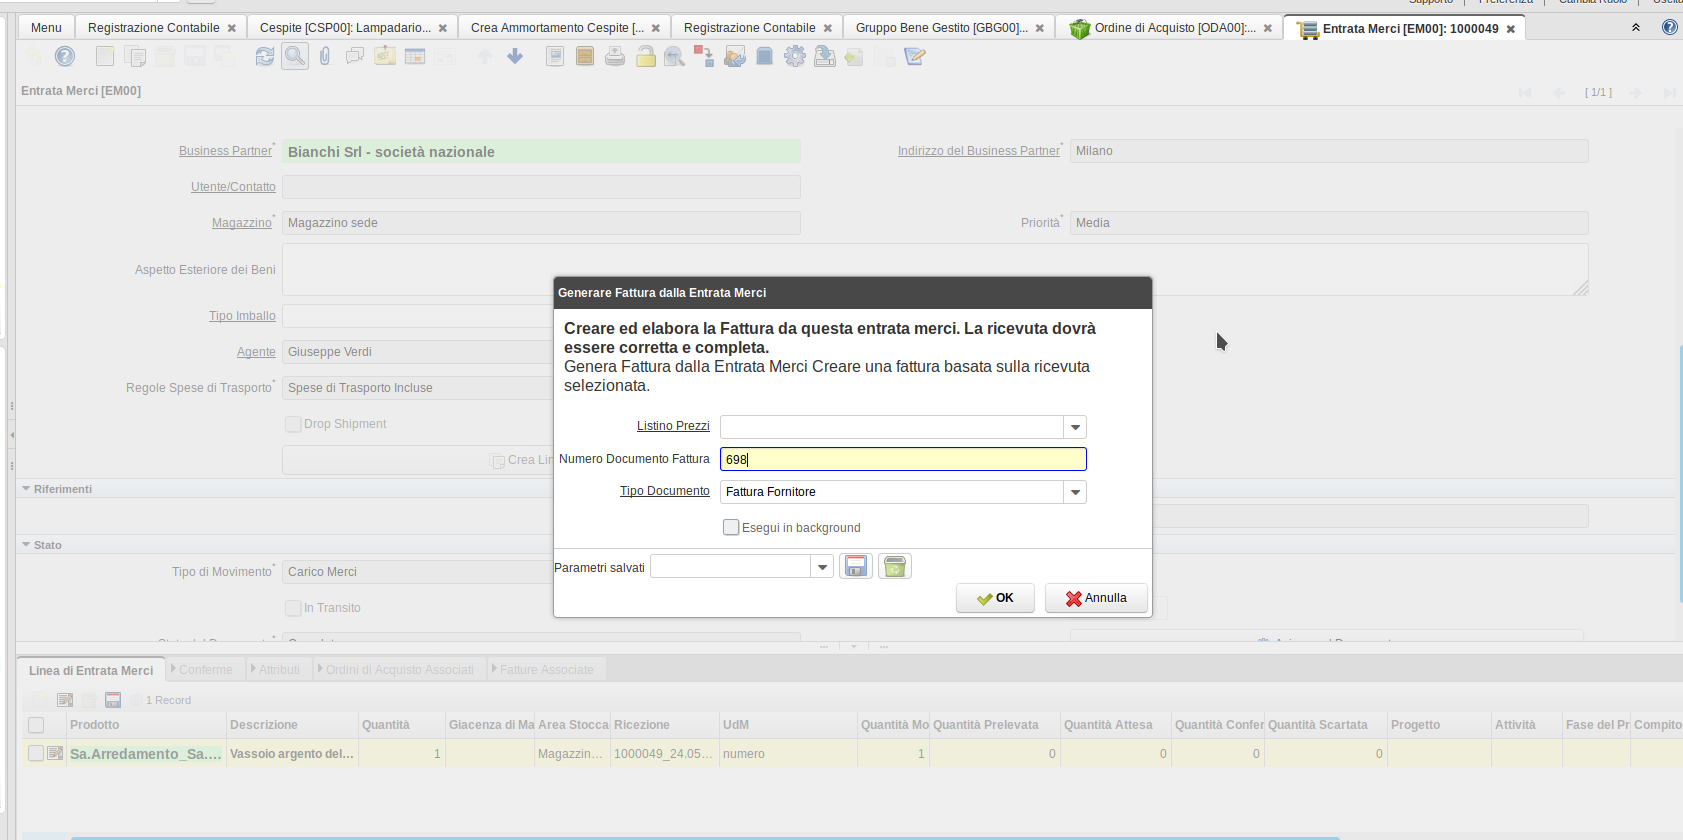 Menu
Registrazione Contabile
Cespite [CSP00]: Lampadario...
Crea Ammortamento Cespite [...
Registrazione Contabile
Gruppo Bene Gestito [GBG00]...
Ordine di Acquisto [ODA00]:...
Entrata Merci [EM00]: 1000049
Entrata Merci [EM00]
[ 1/1 ]
Business Partner*
Bianchi Srl - società nazionale
Indirizzo del Business Partner*
Milano
Utente/Contatto
Magazzino*
Magazzino sede
Priorità*
Media
Aspetto Esteriore dei Beni
Tipo Imballo
Agente
Giuseppe Verdi
Regole Spese di Trasporto*
Spese di Trasporto Incluse
Drop Shipment
Crea Lin
Riferimenti
Stato
Tipo di Movimento*
Carico Merci
In Transito
Generare Fattura dalla Entrata Merci
Creare ed elabora la Fattura da questa entrata merci. La ricevuta dovrà
essere corretta e completa.
Genera Fattura dalla Entrata Merci Creare una fattura basata sulla ricevuta
selezionata.
Listino Prezzi
Numero Documento Fattura
698
Tipo Documento
Fattura Fornitore
Esegui in background
Parametri salvati
OK
Annulla
Linea di Entrata Merci
Conferme
Attributi
Ordini di Acquisto Associati
Fatture Associate
1 Record
Prodotto
Descrizione
Quantità
Giacenza di Ma
Area Stocca
Ricezione
UdM
Quantità Mo
Quantità Prelevata
Quantità Attesa
Quantità Confer
Quantità Scartata
Progetto
Attività
Fase del Pr
Compito
Sa.Arredamento_Sa....
Vassoio argento del...
1
Magazzin...
1000049_24.05...
numero
1
0
0
0
0